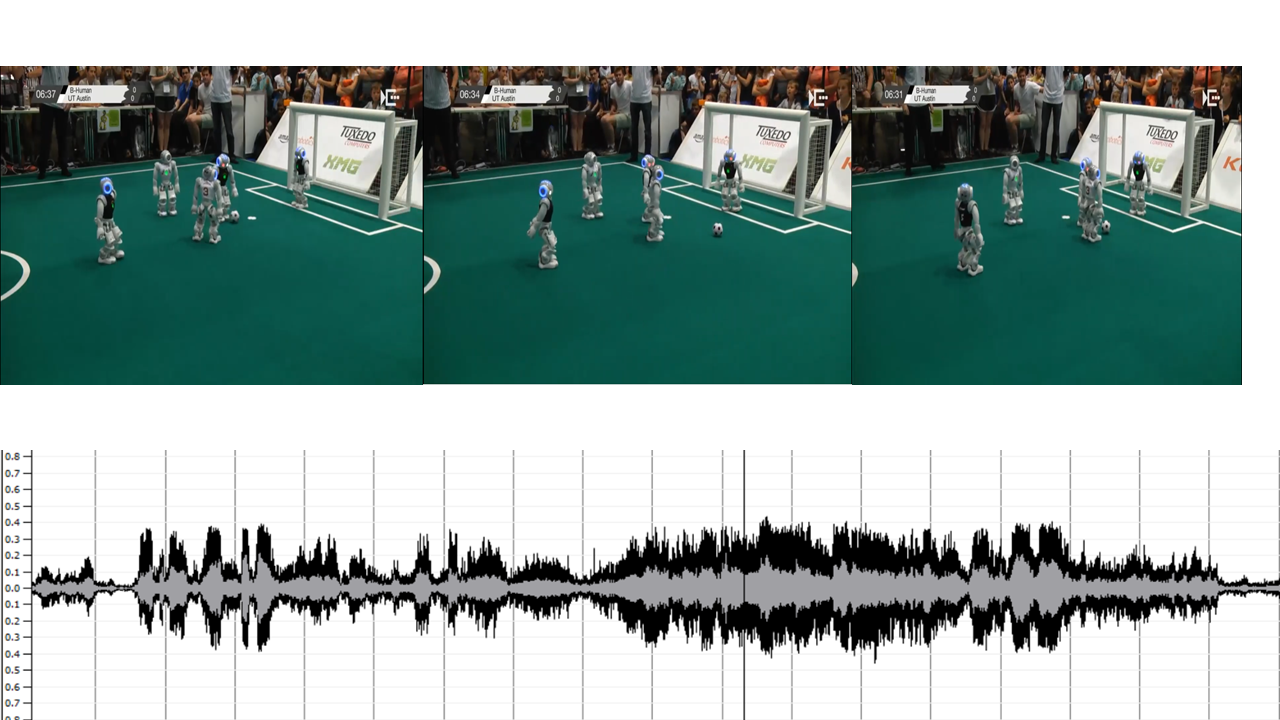 06:37 B-Human 0
UT Austin 0
TUXEDO
COMPUTERS
XMG
3
06:34 B-Human 0
UT Austin 0
TUXEDO
COMPUTERS
XMG
06:31 B-Human 0
UT Austin 0
TUXEDO
COMPUTERS
XMG
0.8
0.7
0.6
0.5
0.4
0.3
0.2
0.1
0.0
0.1
0.2
0.3
0.4
0.5
0.6
0.7
0.8